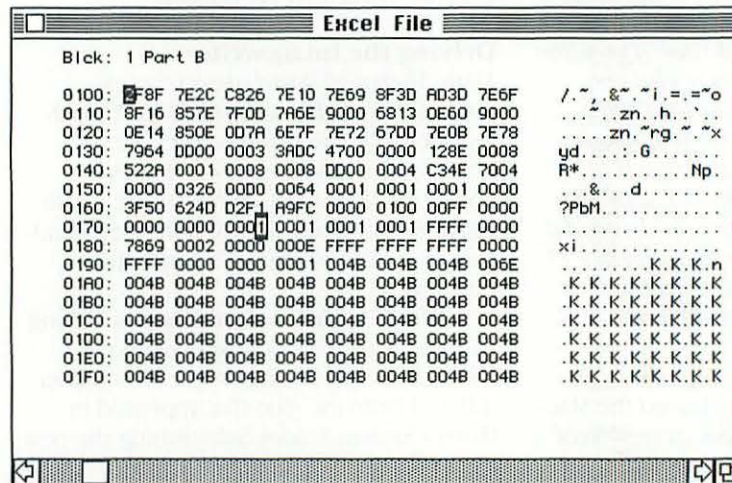 Excel File
Blck: 1 Part B
0100: 2F8F 7E2C C826 7E10 7E69 8F3D AD3D 7E6F /.~,.&~.~i.=.=~o
0110: 8F16 857E 7F0D 7A6E 9000 6813 0E60 9000 ...~..zn..h..`..
0120: 0E14 850E 0D7A 6E7F 7E72 670D 7E0B 7E78 .....zn.~rg.~.~x
0130: 7964 DD00 0003 3ADC 4700 0000 128E 0008 yd....:.G.......
0140: 522A 0001 0008 0008 DD00 0004 C34E 7004 R*...........Np.
0150: 0000 0326 00D0 0064 0001 0001 0001 0000 ...&...d........
0160: 3F50 624D D2F1 A9FC 0000 0100 00FF 0000 ?PbM............
0170: 0000 0000 0001 0001 0001 0001 FFFF 0000 ................
0180: 7869 0002 0000 000E FFFF FFFF FFFF 0000 xi..............
0190: FFFF 0000 0000 0001 004B 004B 004B 006E .........K.K.K.n
01A0: 004B 004B 004B 004B 004B 004B 004B 004B .K.K.K.K.K.K.K.K
01B0: 004B 004B 004B 004B 004B 004B 004B 004B .K.K.K.K.K.K.K.K
01C0: 004B 004B 004B 004B 004B 004B 004B 004B .K.K.K.K.K.K.K.K
01D0: 004B 004B 004B 004B 004B 004B 004B 004B .K.K.K.K.K.K.K.K
01E0: 004B 004B 004B 004B 004B 004B 004B 004B .K.K.K.K.K.K.K.K
01F0: 004B 004B 004B 004B 004B 004B 004B 004B .K.K.K.K.K.K.K.K